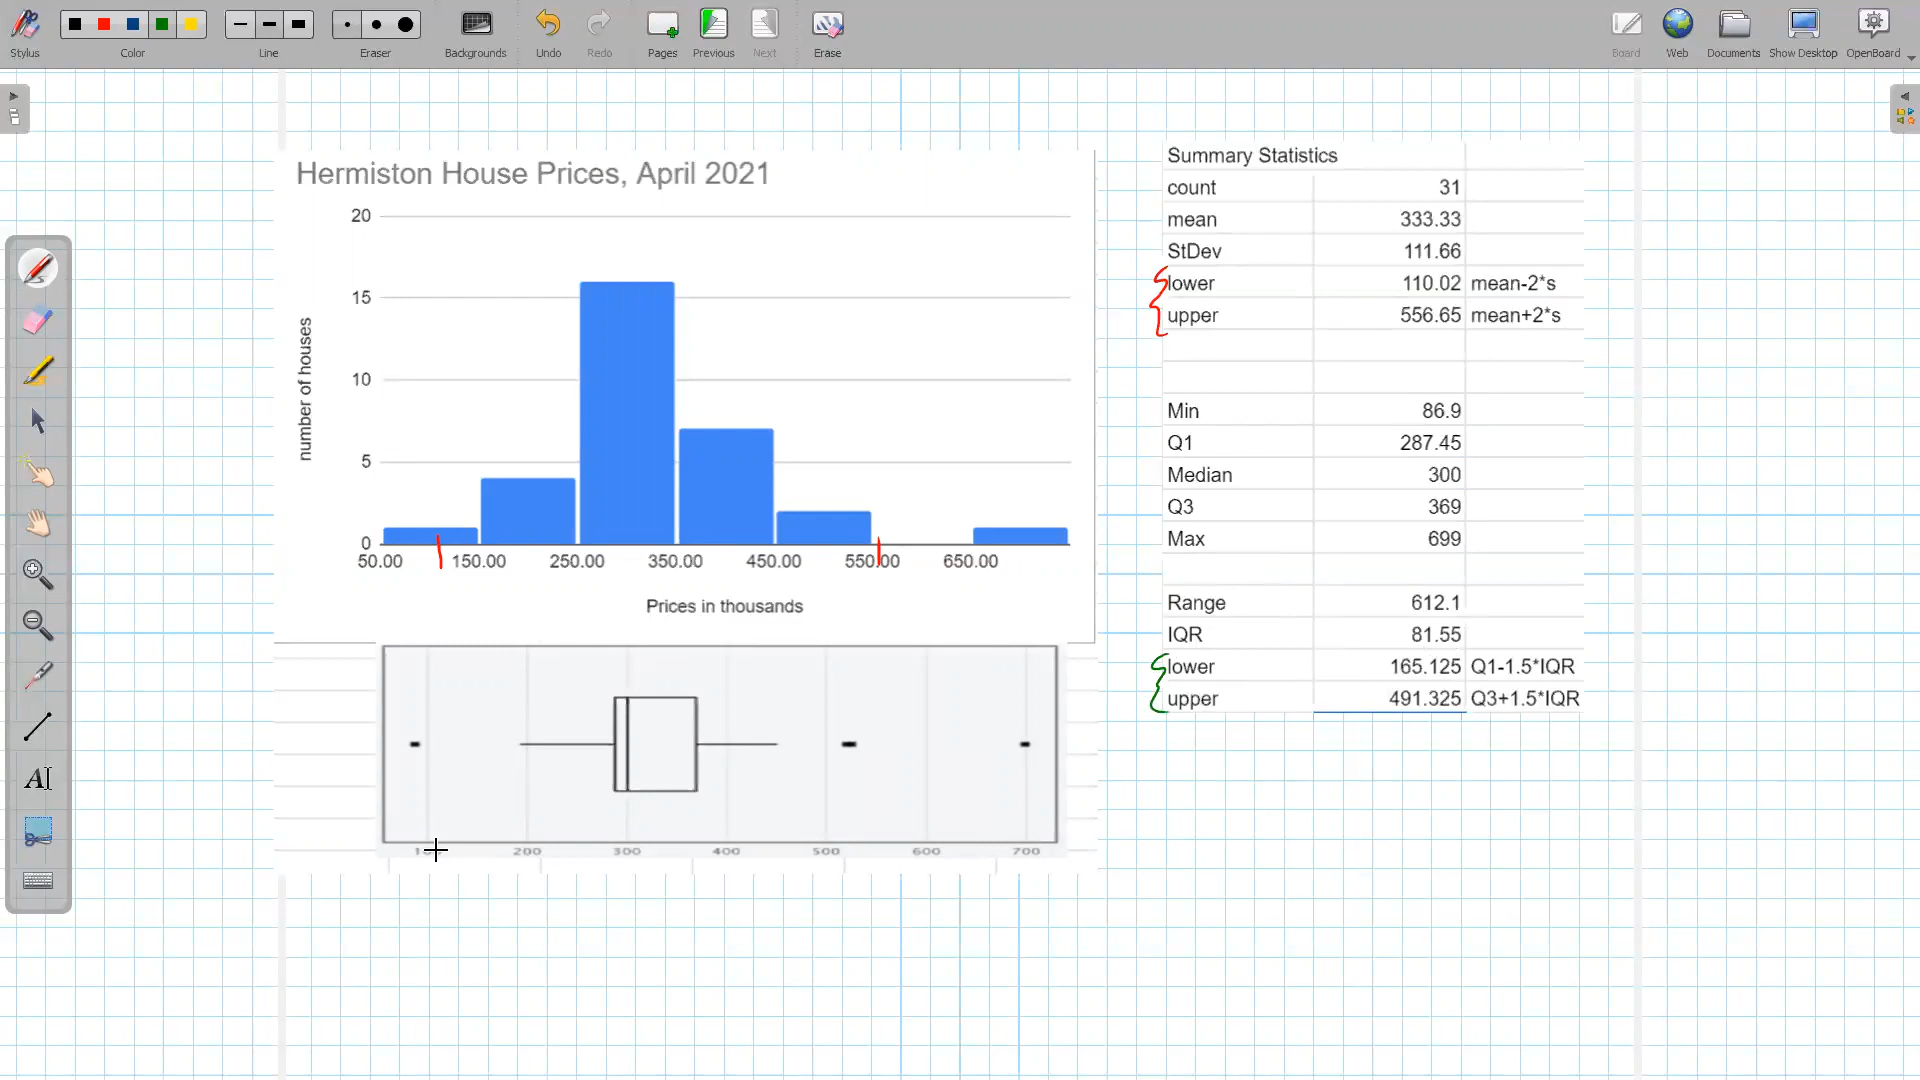 Stylus
Color
Line
Eraser
Backgrounds
Undo
Redo
Pages
Previous
Next
Erase
Board
Web
Documents
Show Desktop
OpenBoard
Hermiston House Prices, April 2021
20
15
10
5
0
number of houses
50.00 150.00 250.00 350.00 450.00 550.00 650.00
Prices in thousands
200 300 400 500 600 700
Summary Statistics
count 31
mean 333.33
StDev 111.66
lower 110.02 mean-2*s
upper 556.65 mean+2*s
Min 86.9
Q1 287.45
Median 300
Q3 369
Max 699
Range 612.1
IQR 81.55
lower 165.125 Q1-1.5*IQR
upper 491.325 Q3+1.5*IQR